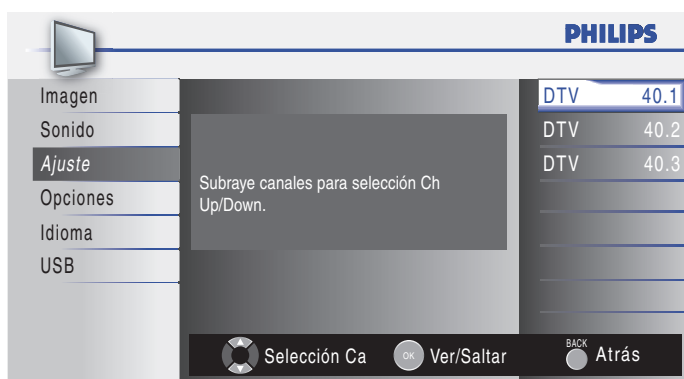 PHILIPS
Imagen
Sonido
Ajuste
Opciones
Idioma
USB
Subraye canales para selección Ch
Up/Down.
DTV 40.1
DTV 40.2
DTV 40.3
Selección Ca OK Ver/Saltar BACK Atrás